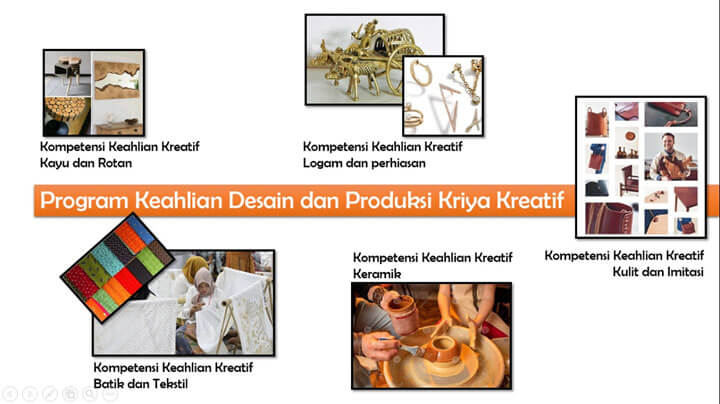 Kompetensi Keahlian Kreatif
Kayu dan Rotan
Kompetensi Keahlian Kreatif
Logam dan perhiasan
Program Keahlian Desain dan Produksi Kriya Kreatif
Kompetensi Keahlian Kreatif
Kulit dan Imitasi
Kompetensi Keahlian Kreatif
Keramik
Kompetensi Keahlian Kreatif
Batik dan Tekstil